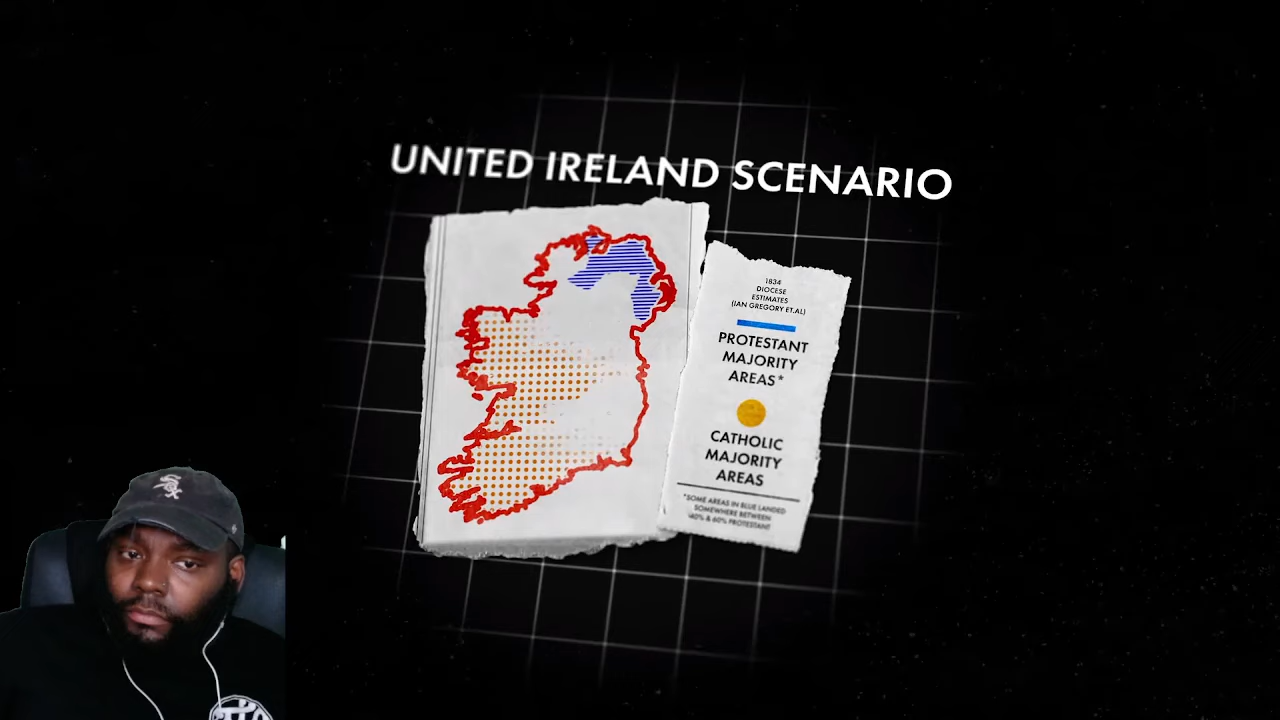 UNITED IRELAND SCENARIO
1834
DIOCESE
ESTIMATES
(IAN GREGORY ET.AL)
PROTESTANT
MAJORITY
AREAS*
CATHOLIC
MAJORITY
AREAS
*SOME AREAS IN BLUE LANDED
SOMEWHERE BETWEEN
40% & 60% PROTESTANT
SOX